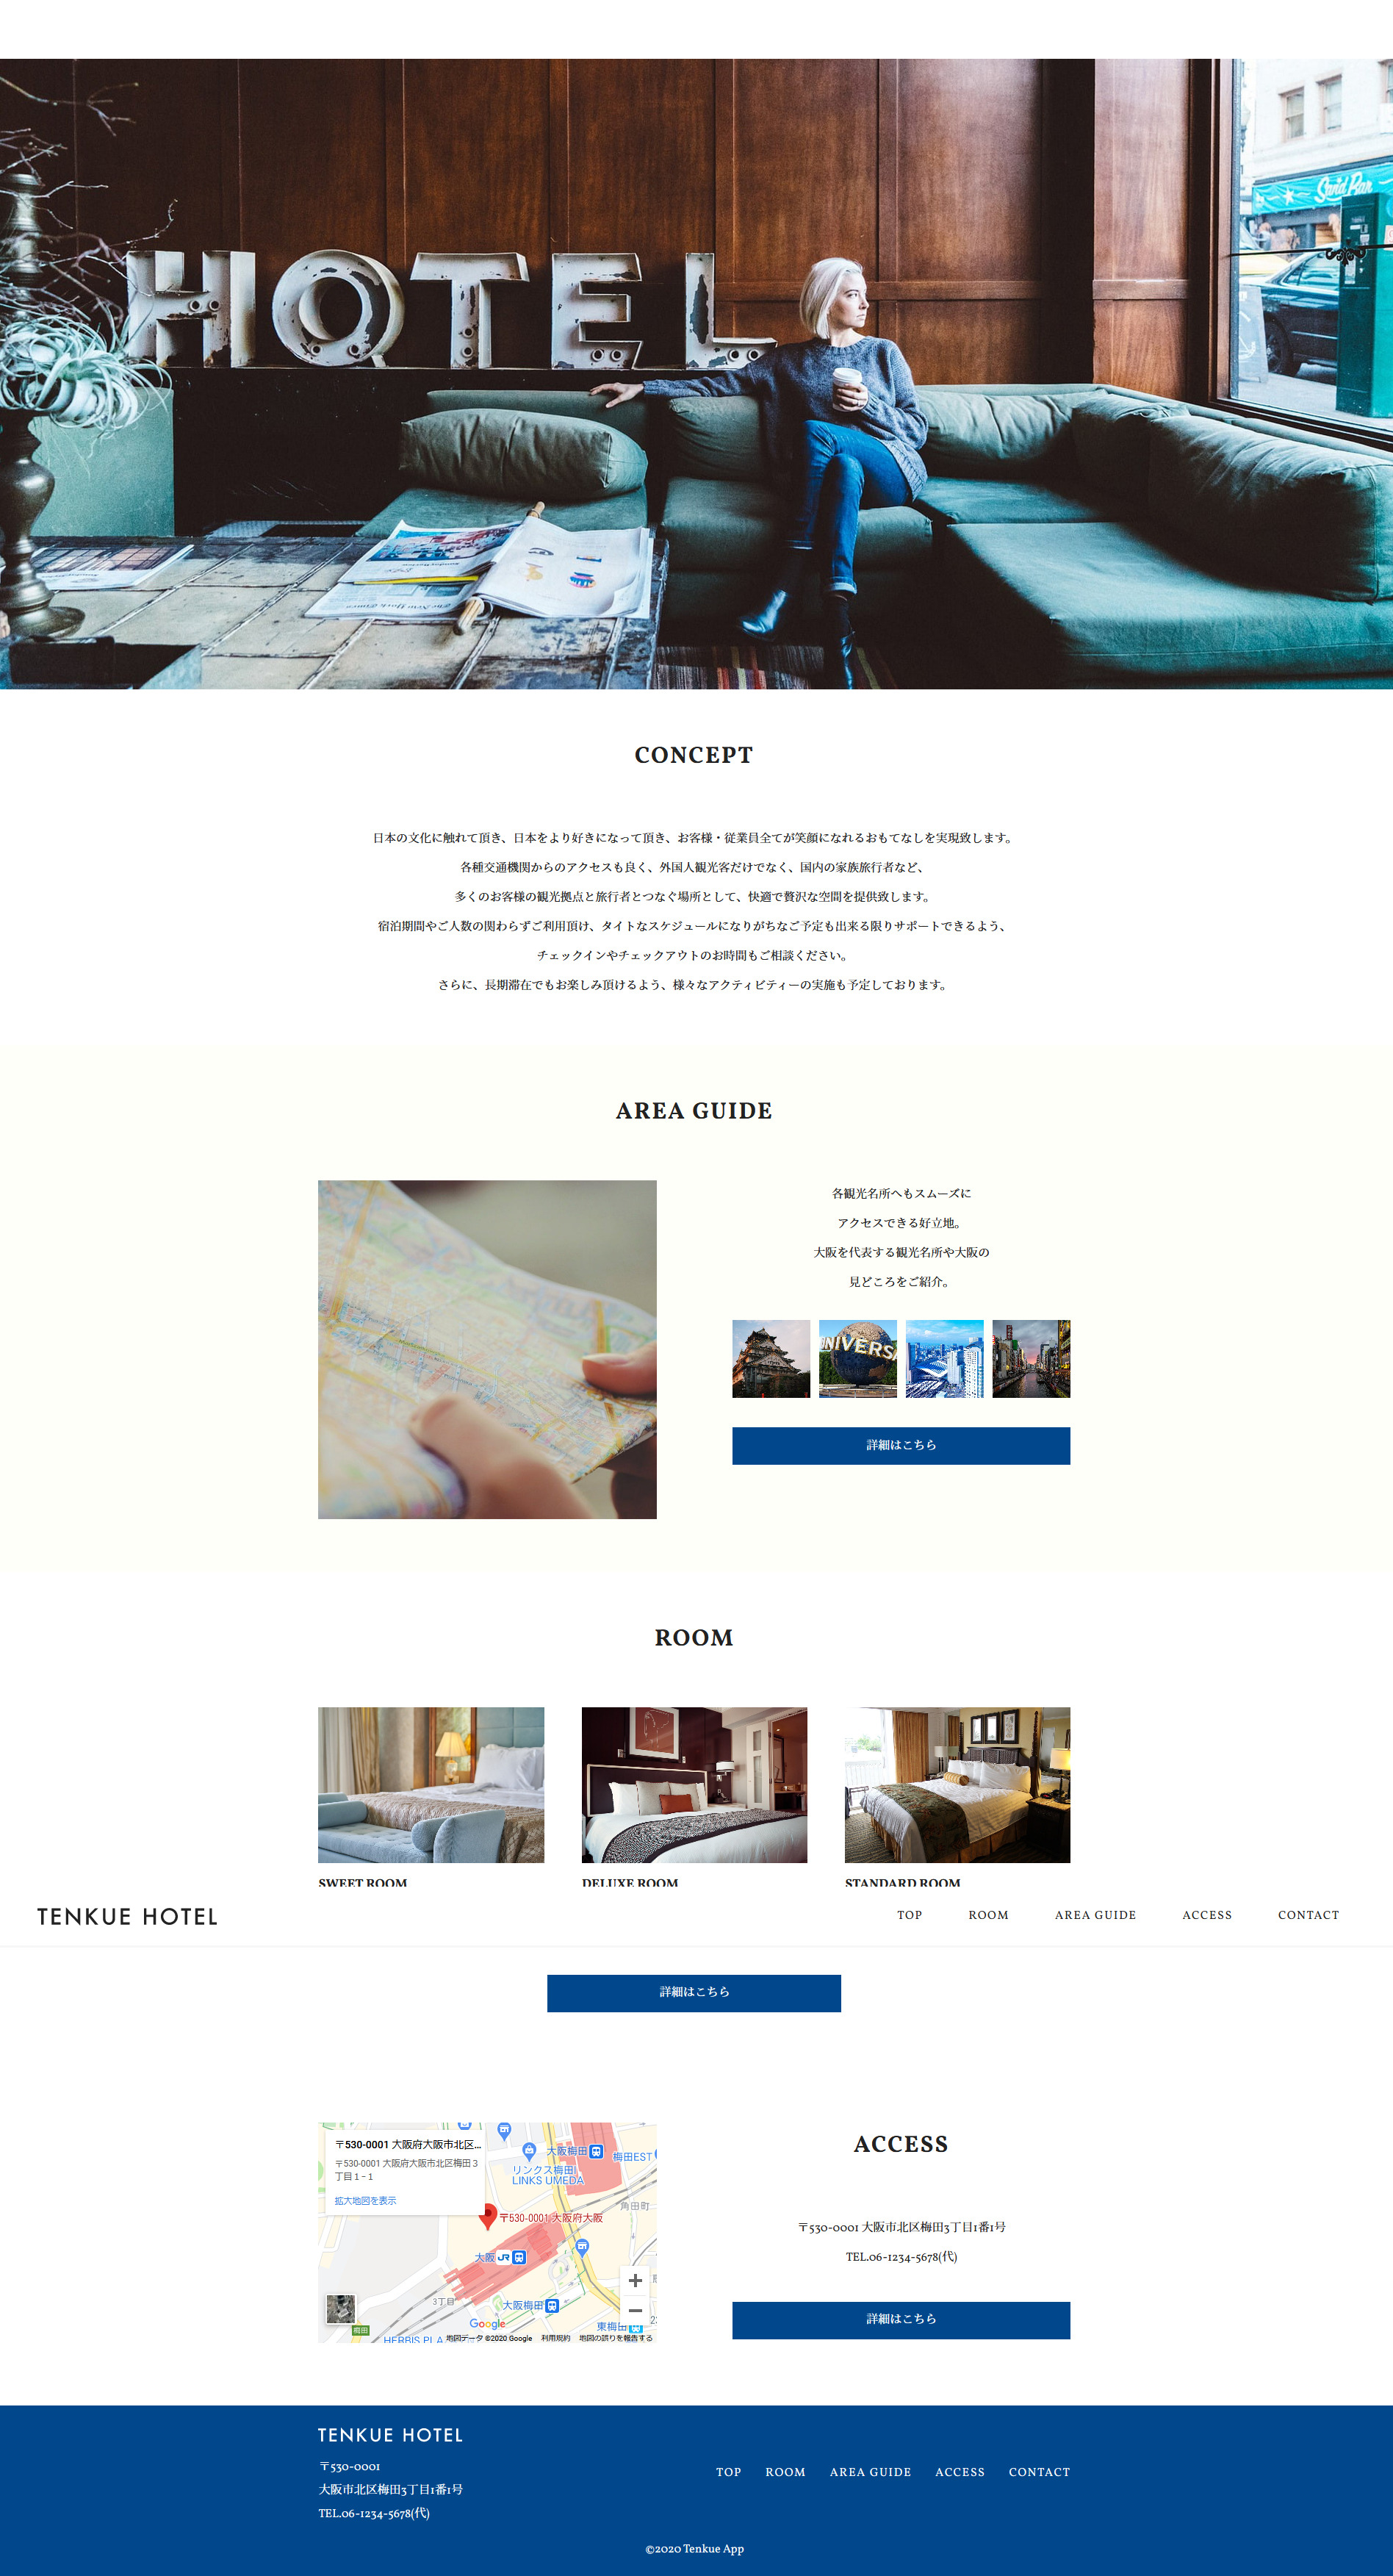 HOTEL
Sand Bar
The New York Times
CONCEPT
日本の文化に触れて頂き、日本をより好きになって頂き、お客様・従業員全てが笑顔になれるおもてなしを実現致します。
各種交通機関からのアクセスも良く、外国人観光客だけでなく、国内の家族旅行者など、
多くのお客様の観光拠点と旅行者とつなぐ場所として、快適で贅沢な空間を提供致します。
宿泊期間やご人数の関わらずご利用頂け、タイトなスケジュールになりがちなご予定も出来る限りサポートできるよう、
チェックインやチェックアウトのお時間もご相談ください。
さらに、長期滞在でもお楽しみ頂けるよう、様々なアクティビティーの実施も予定しております。
AREA GUIDE
各観光名所へもスムーズに
アクセスできる好立地。
大阪を代表する観光名所や大阪の
見どころをご紹介。
NIVERSA
詳細はこちら
ROOM
SWEET ROOM
DELUXE ROOM
STANDARD ROOM
TENKUE HOTEL
TOP ROOM AREA GUIDE ACCESS CONTACT
詳細はこちら
〒530-0001 大阪府大阪市北区...
〒530-0001 大阪府大阪市北区梅田３
丁目１−１
拡大地図を表示
大阪梅田
梅田EST
リンクス梅田
LINKS UMEDA
角田町
〒530-0001 大阪府大阪
大阪 JR
3丁目
大阪梅田
Google
東梅田
梅田
HERBIS PLA
地図データ ©2020 Google 利用規約 地図の誤りを報告する
ACCESS
〒530-0001 大阪市北区梅田3丁目1番1号
TEL.06-1234-5678(代)
詳細はこちら
TENKUE HOTEL
〒530-0001
大阪市北区梅田3丁目1番1号
TEL.06-1234-5678(代)
TOP ROOM AREA GUIDE ACCESS CONTACT
©2020 Tenkue App